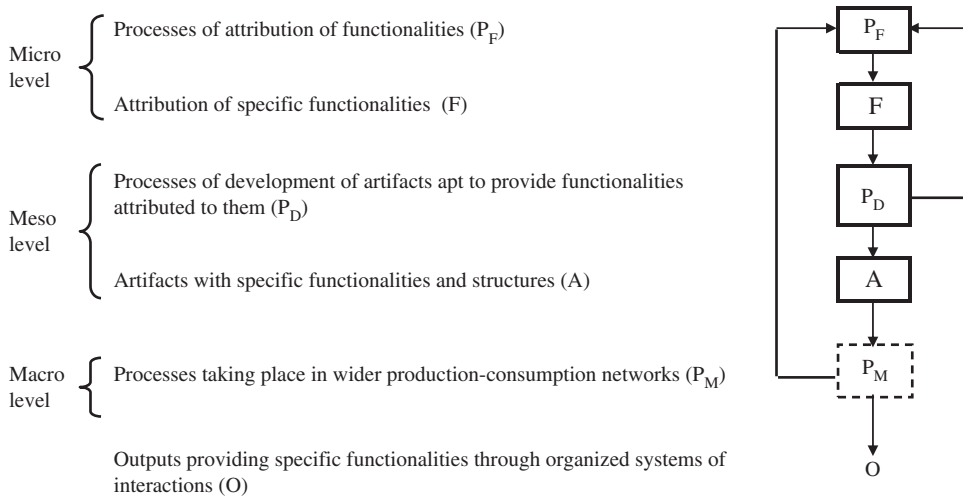 Micro
level
Processes of attribution of functionalities (P_F)
Attribution of specific functionalities (F)
Meso
level
Processes of development of artifacts apt to provide functionalities
attributed to them (P_D)
Artifacts with specific functionalities and structures (A)
Macro
level
Processes taking place in wider production-consumption networks (P_M)
Outputs providing specific functionalities through organized systems of
interactions (O)
P_F
F
P_D
A
P_M
O